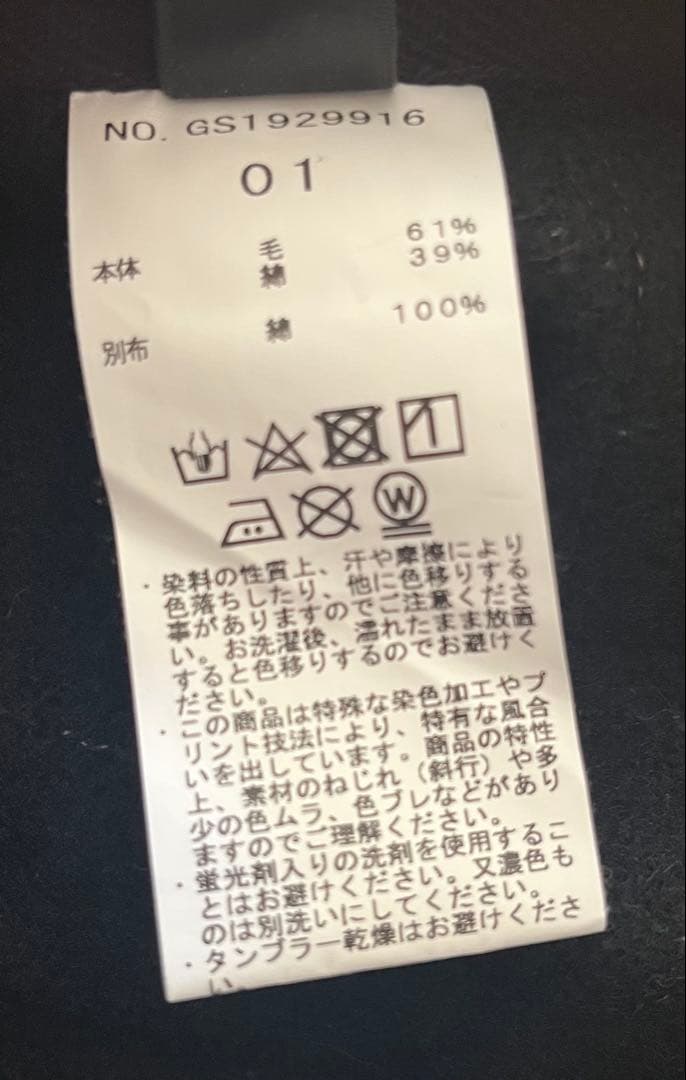 NO. GS1929916
01
本体 毛 61%
綿 39%
別布 綿 100%
W
・染料の性質上、汗や摩擦により
色落ちしたり、他に色移りする
事がありますのでご注意くださ
い。お洗濯後、濡れたまま放置
すると色移りするのでお避けく
ださい。
・この商品は特殊な染色加工やプ
リント技法により、特有な風合
いを出しています。商品の特性
上、素材のねじれ（斜行）や多
少の色ムラ、色ブレなどがあり
ますのでご理解ください。
・蛍光剤入りの洗剤を使用するこ
とはお避けください。又濃色も
のは別洗いにしてください。
・タンブラー乾燥はお避けくださ
い。